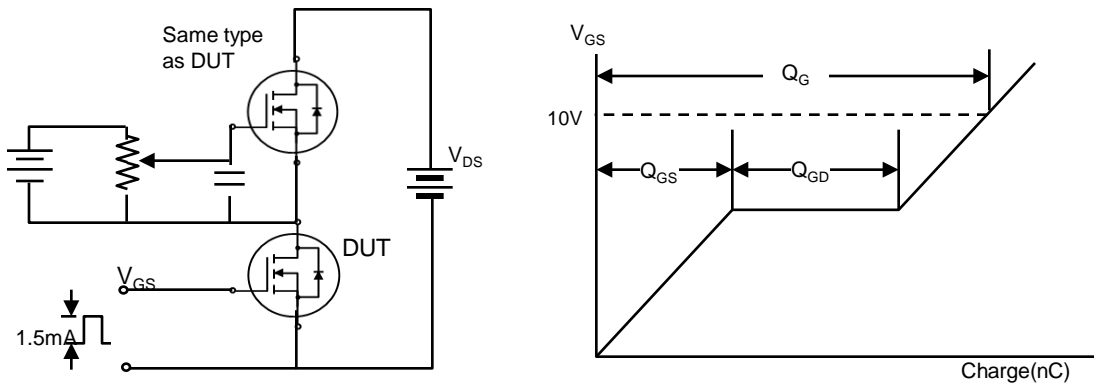 Same type
as DUT
V_DS
DUT
V_GS
1.5mA
V_GS
Q_G
10V
Q_GS
Q_GD
Charge(nC)